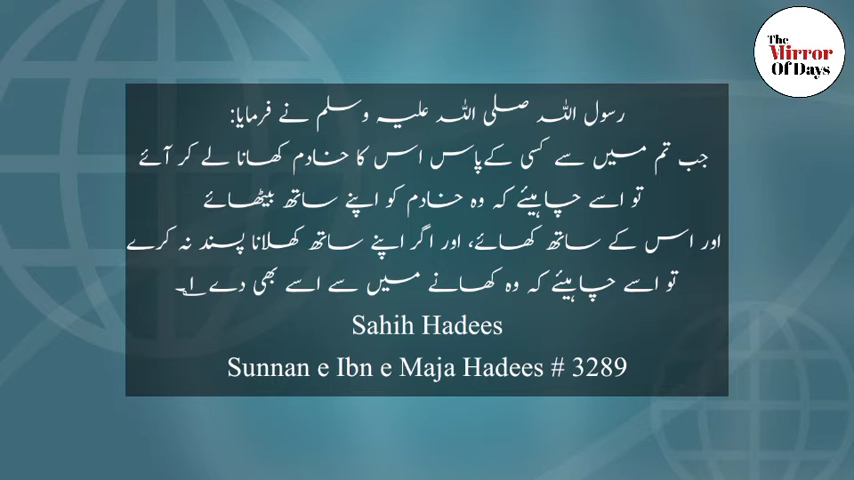 The
Mirror
Of Days
رسول اللہ صلی اللہ علیہ وسلم نے فرمایا:
جب تم میں سے کسی کے پاس اس کا خادم کھانا لے کر آئے
تو اسے چاہیئے کہ وہ خادم کو اپنے ساتھ بیٹھائے
اور اس کے ساتھ کھائے، اور اگر اپنے ساتھ کھلانا پسند نہ کرے
تو اسے چاہیئے کہ وہ کھانے میں سے اسے بھی دے ۱؎۔
Sahih Hadees
Sunnan e Ibn e Maja Hadees # 3289